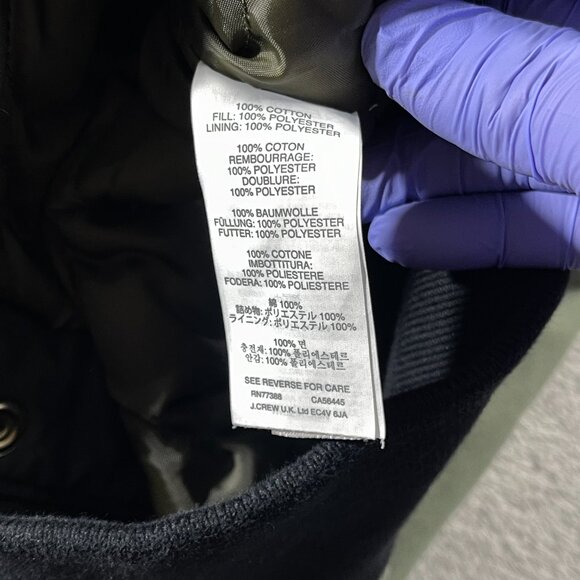 100% COTTON
FILL: 100% POLYESTER
LINING: 100% POLYESTER
100% COTON
REMBOURRAGE:
100% POLYESTER
DOUBLURE:
100% POLYESTER
100% BAUMWOLLE
FÜLLUNG: 100% POLYESTER
FUTTER: 100% POLYESTER
100% COTONE
IMBOTTITURA:
100% POLIESTERE
FODERA: 100% POLIESTERE
綿 100%
詰め物: ポリエステル 100%
ライニング: ポリエステル 100%
100% 면
충전재: 100% 폴리에스테르
안감: 100% 폴리에스테르
SEE REVERSE FOR CARE
RN77388 CA56445
J.CREW U.K. Ltd EC4V 6JA